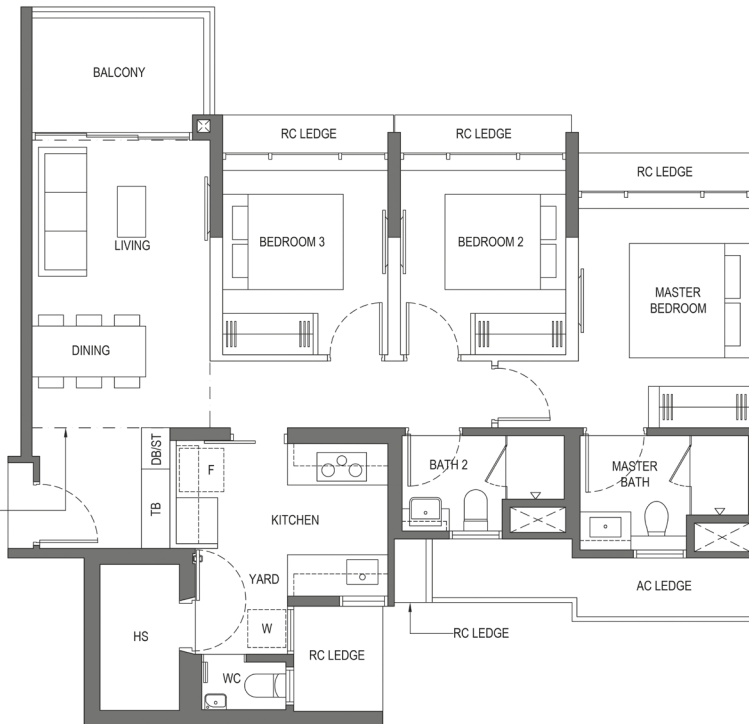 BALCONY
RC LEDGE
RC LEDGE
RC LEDGE
LIVING
BEDROOM 3
BEDROOM 2
MASTER
BEDROOM
DINING
DB/ST
F
TB
KITCHEN
BATH 2
MASTER
BATH
YARD
AC LEDGE
HS
W
RC LEDGE
RC LEDGE
WC